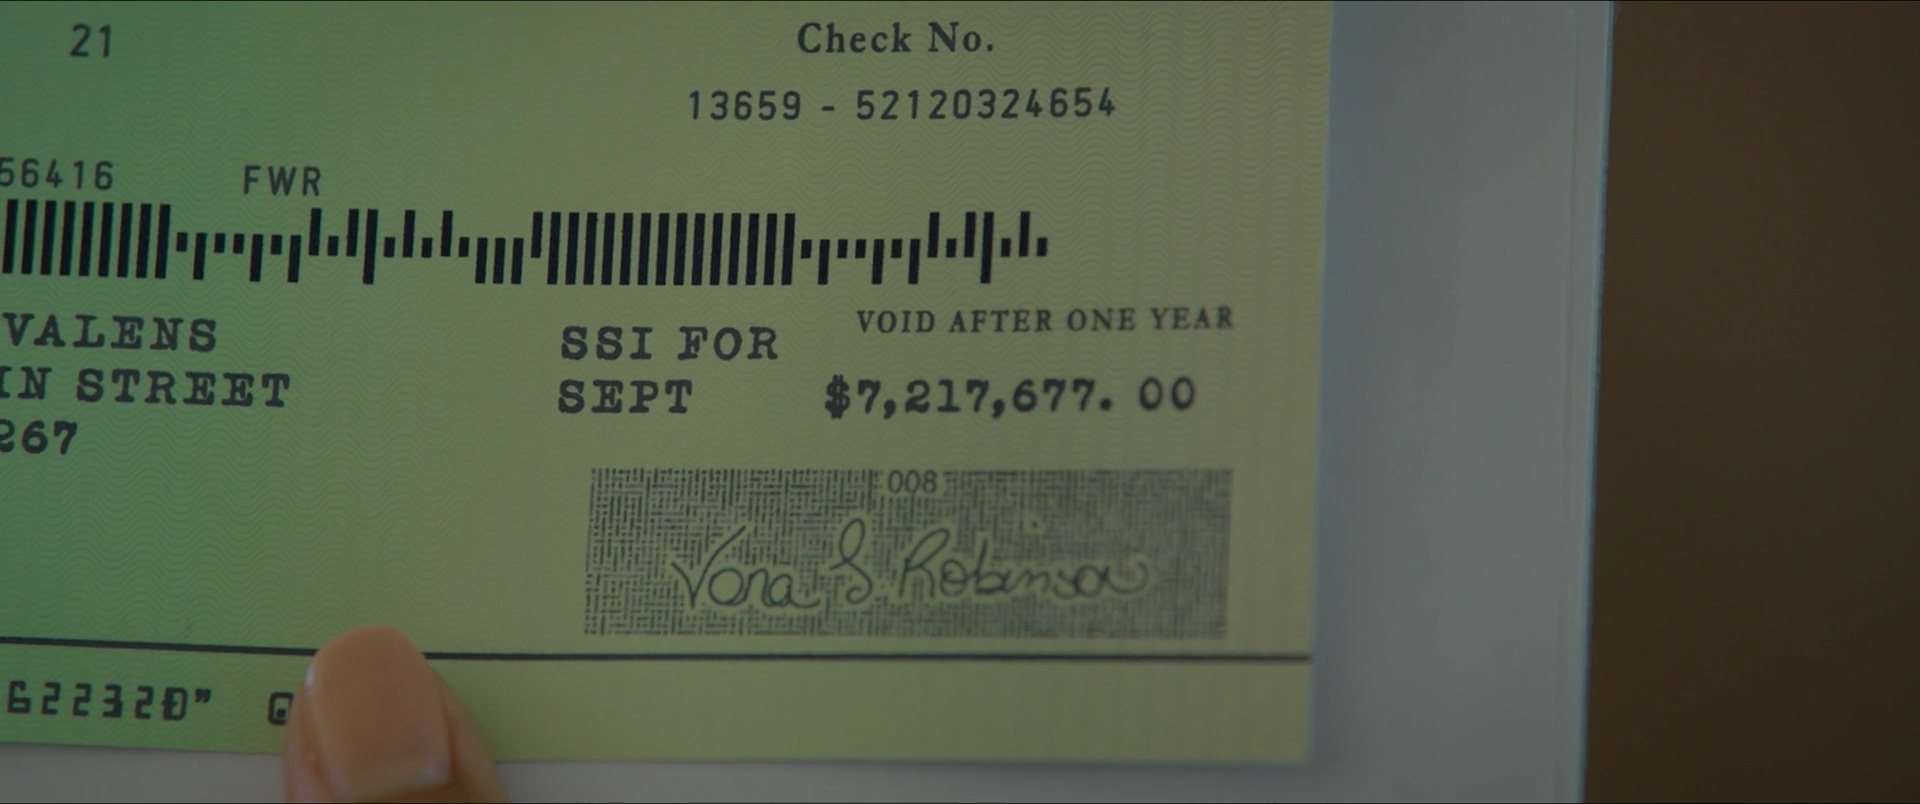 21
Check No.
13659 - 52120324654
56416 FWR
VOID AFTER ONE YEAR
VALENS
SSI FOR
IN STREET
SEPT $7,217,677. 00
267
008
Vona S Robinson
622320"